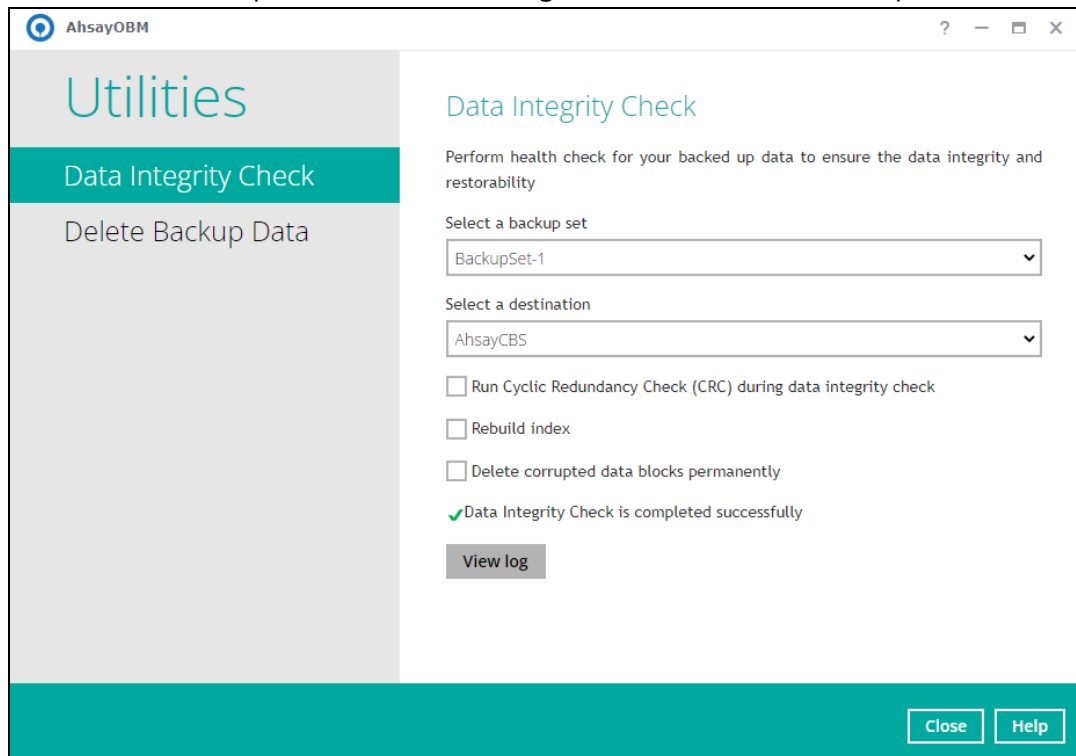 AhsayOBM
?
Utilities
Data Integrity Check
Delete Backup Data
Data Integrity Check
Perform health check for your backed up data to ensure the data integrity and
restorability
Select a backup set
BackupSet-1
Select a destination
AhsayCBS
Run Cyclic Redundancy Check (CRC) during data integrity check
Rebuild index
Delete corrupted data blocks permanently
Data Integrity Check is completed successfully
View log
Close
Help